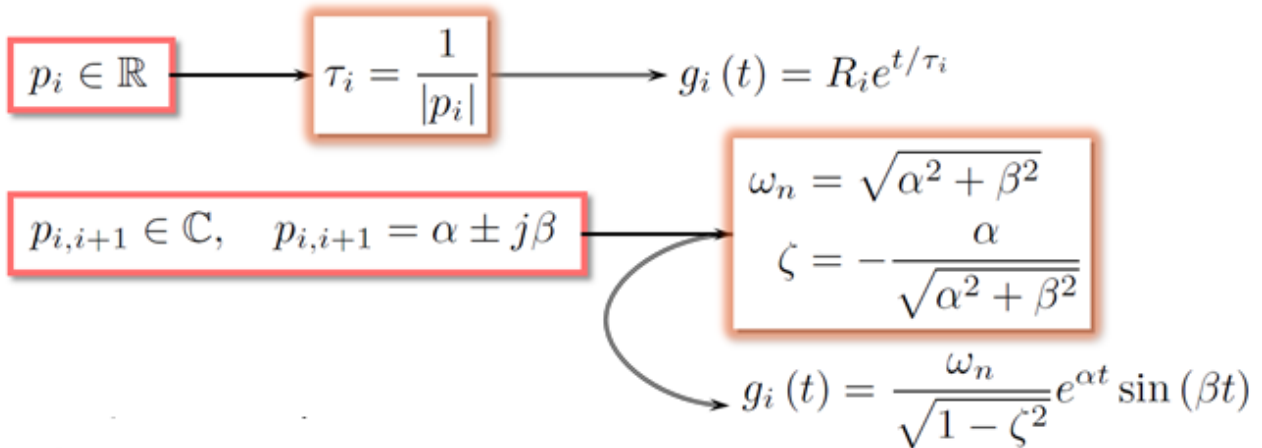 p_i ∈ ℝ
τ_i = 1/|p_i|
g_i (t) = R_i e^{t/τ_i}
p_{i,i+1} ∈ ℂ, p_{i,i+1} = α ± jβ
ω_n = √(α² + β²)
ζ = −α/√(α² + β²)
g_i (t) = ω_n/√(1 − ζ²) e^{αt} sin (βt)